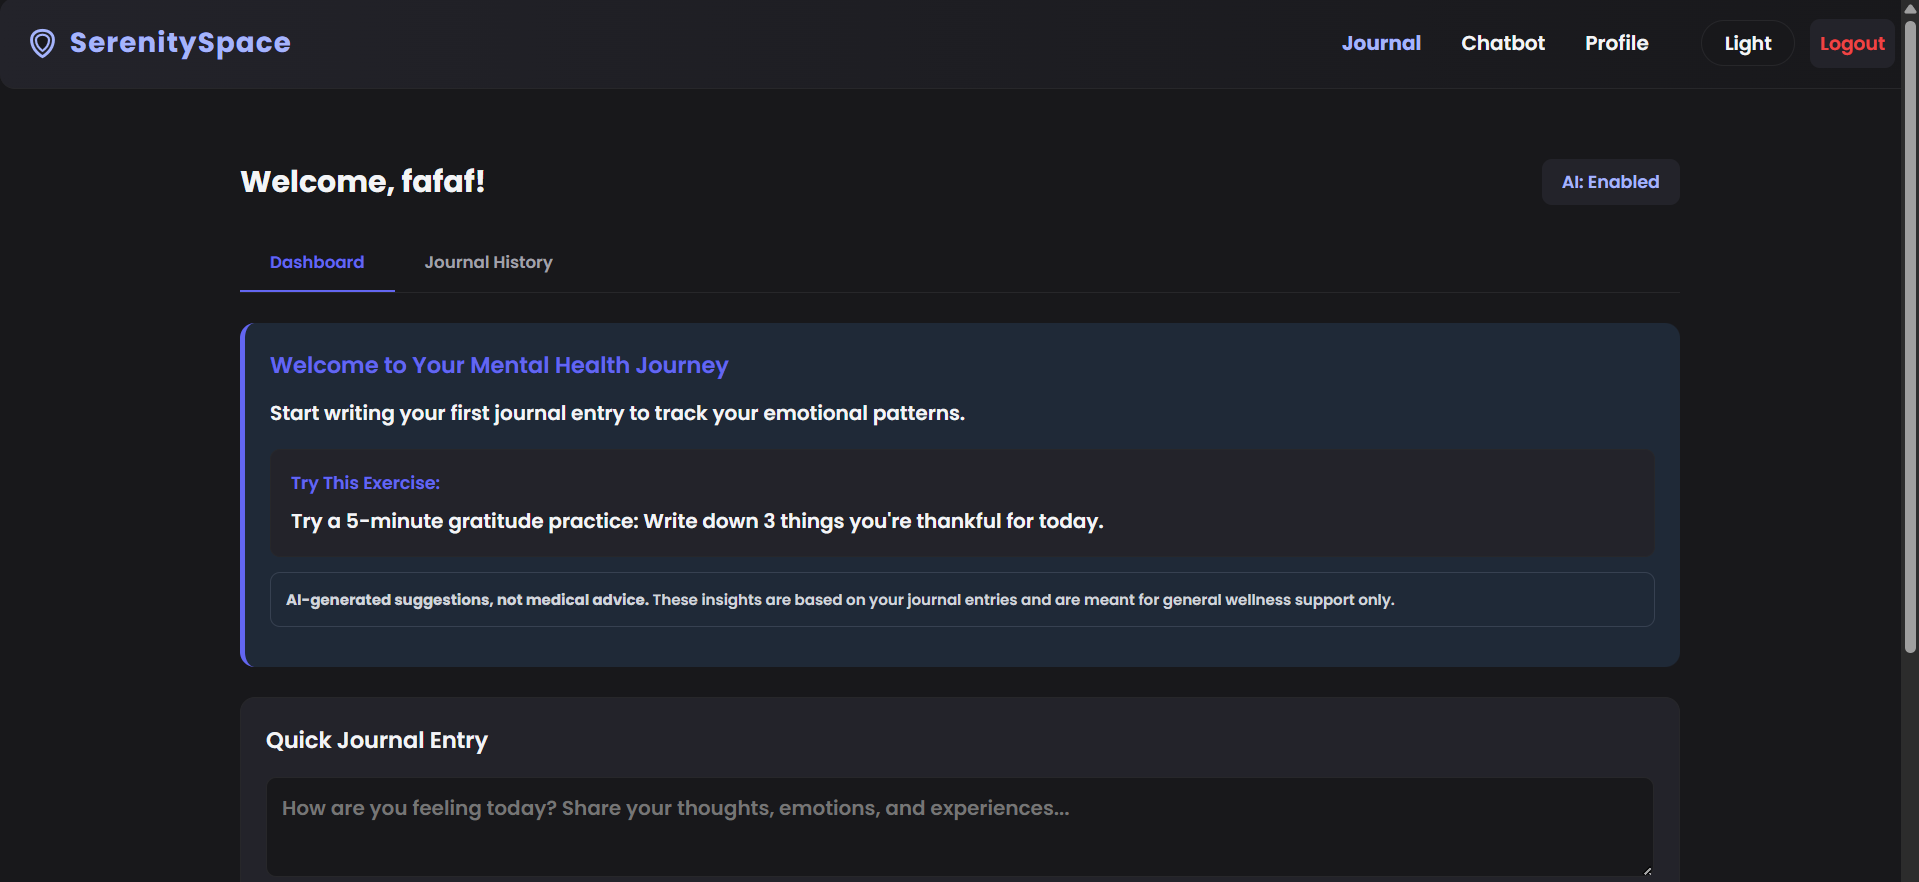 SerenitySpace
Journal
Chatbot
Profile
Light
Logout
Welcome, fafaf!
AI: Enabled
Dashboard
Journal History
Welcome to Your Mental Health Journey
Start writing your first journal entry to track your emotional patterns.
Try This Exercise:
Try a 5-minute gratitude practice: Write down 3 things you're thankful for today.
AI-generated suggestions, not medical advice. These insights are based on your journal entries and are meant for general wellness support only.
Quick Journal Entry
How are you feeling today? Share your thoughts, emotions, and experiences...